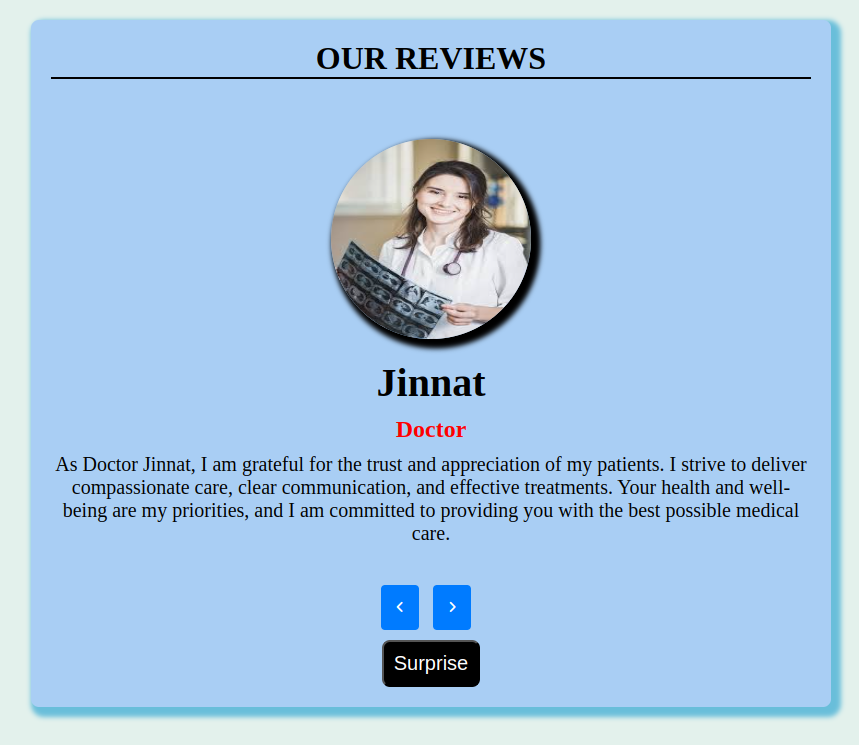 OUR REVIEWS
Jinnat
Doctor
As Doctor Jinnat, I am grateful for the trust and appreciation of my patients. I strive to deliver
compassionate care, clear communication, and effective treatments. Your health and well-
being are my priorities, and I am committed to providing you with the best possible medical
care.
Surprise